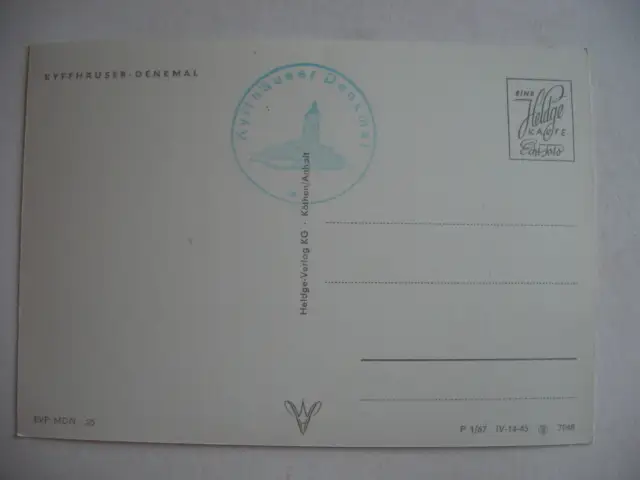 KYFFHÄUSER-DENKMAL
Kyffhäuser Denkmal
EINE
Heldge
KARTE
Echt Foto
Heldge-Verlag KG · Köthen/Anhalt
EVP MDN
P 1/67 IV-14-45 7048